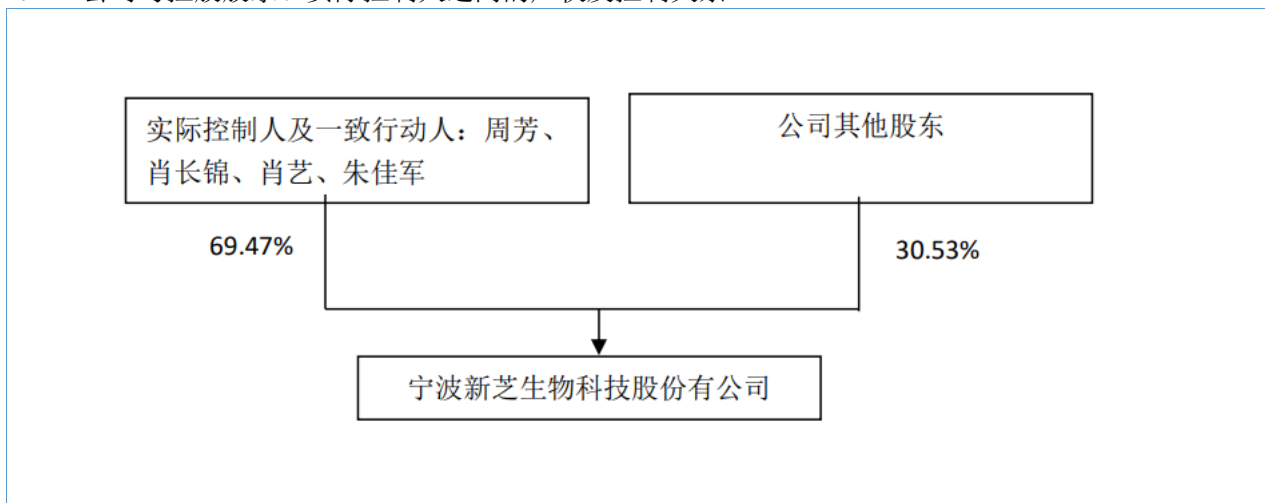 实际控制人及一致行动人：周芳、
肖长锦、肖艺、朱佳军
公司其他股东
69.47%
30.53%
宁波新芝生物科技股份有公司